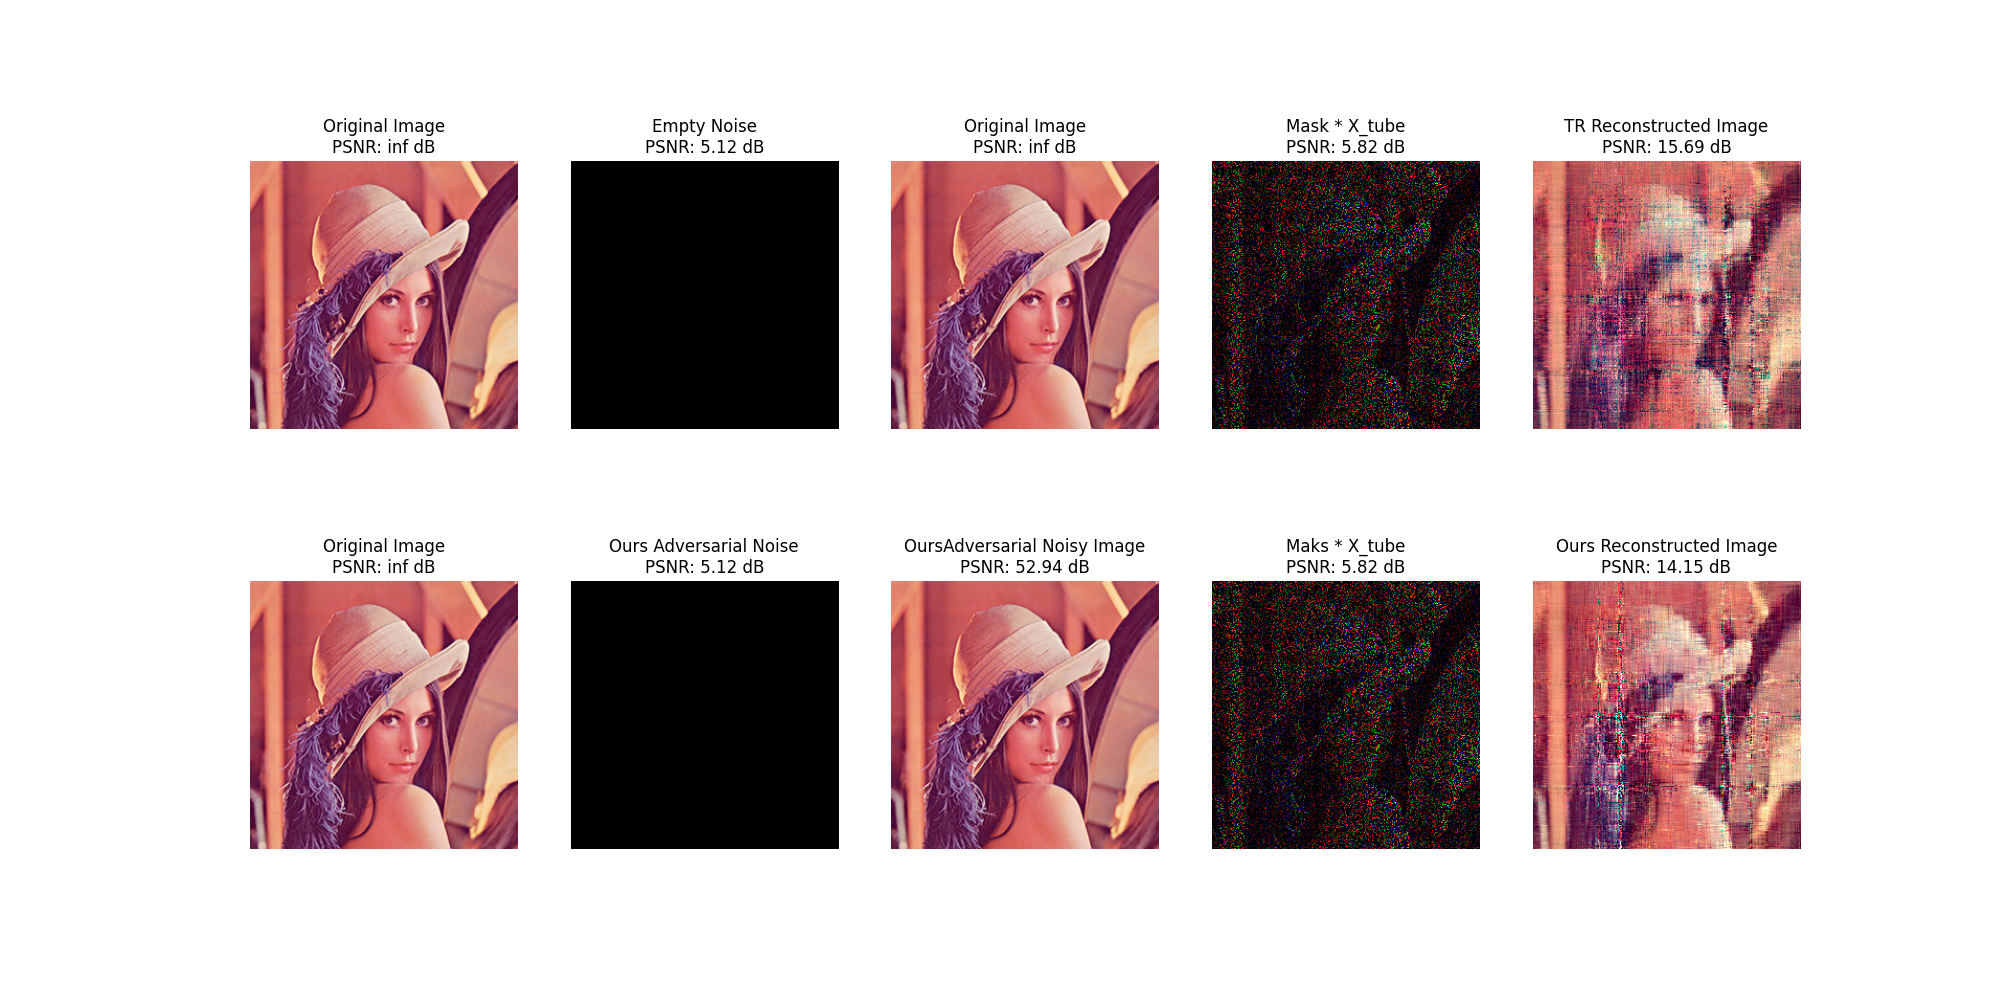 Original Image
PSNR: inf dB
Empty Noise
PSNR: 5.12 dB
Original Image
PSNR: inf dB
Mask * X_tube
PSNR: 5.82 dB
TR Reconstructed Image
PSNR: 15.69 dB
Original Image
PSNR: inf dB
Ours Adversarial Noise
PSNR: 5.12 dB
OursAdversarial Noisy Image
PSNR: 52.94 dB
Maks * X_tube
PSNR: 5.82 dB
Ours Reconstructed Image
PSNR: 14.15 dB